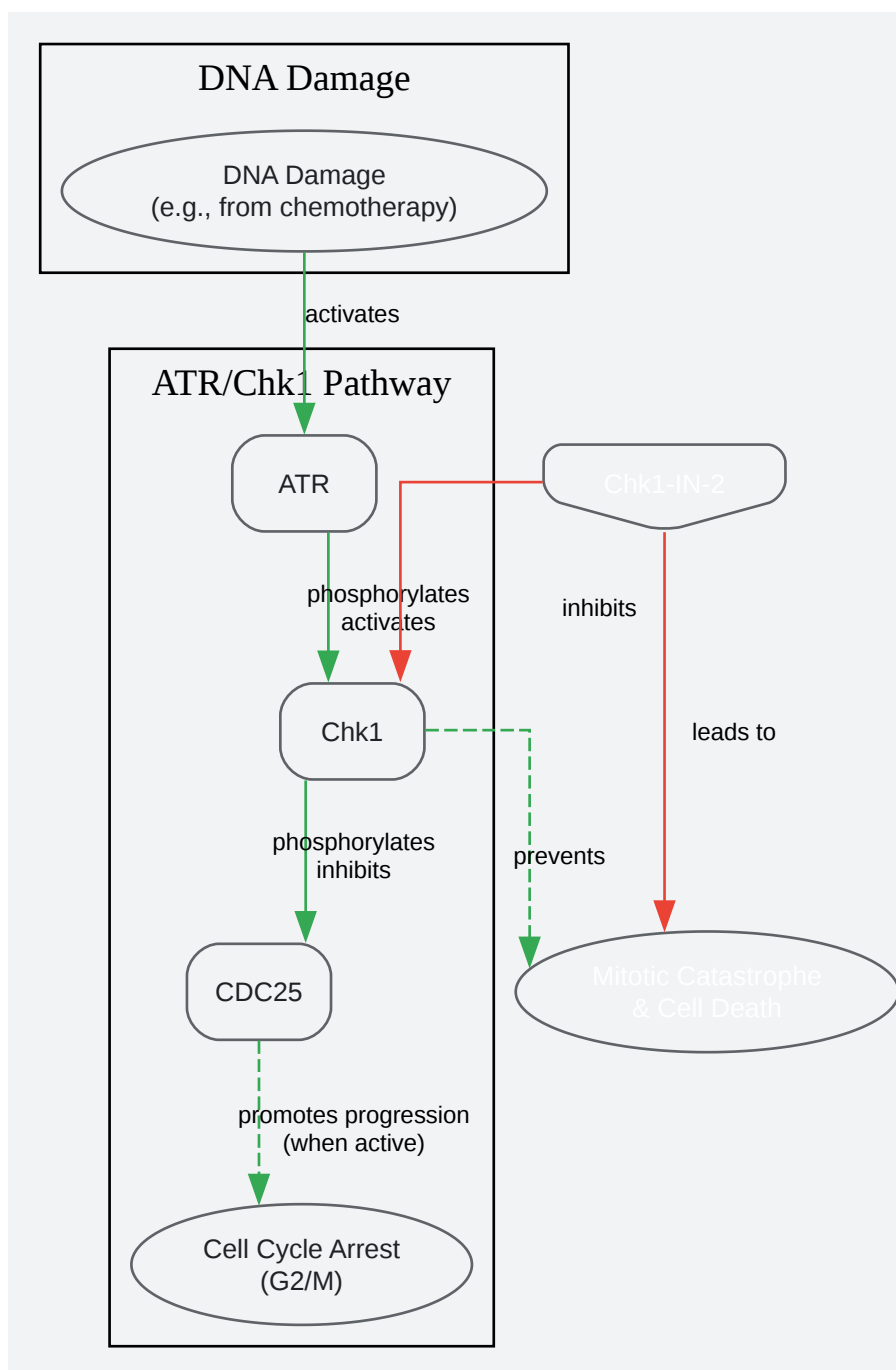 DNA Damage
DNA Damage
(e.g., from chemotherapy)
activates
ATR/Chk1 Pathway
ATR
Chk1-IN-2
phosphorylates
activates
inhibits
Chk1
leads to
phosphorylates
inhibits
prevents
CDC25
Mitotic Catastrophe
& Cell Death
promotes progression
(when active)
Cell Cycle Arrest
(G2/M)